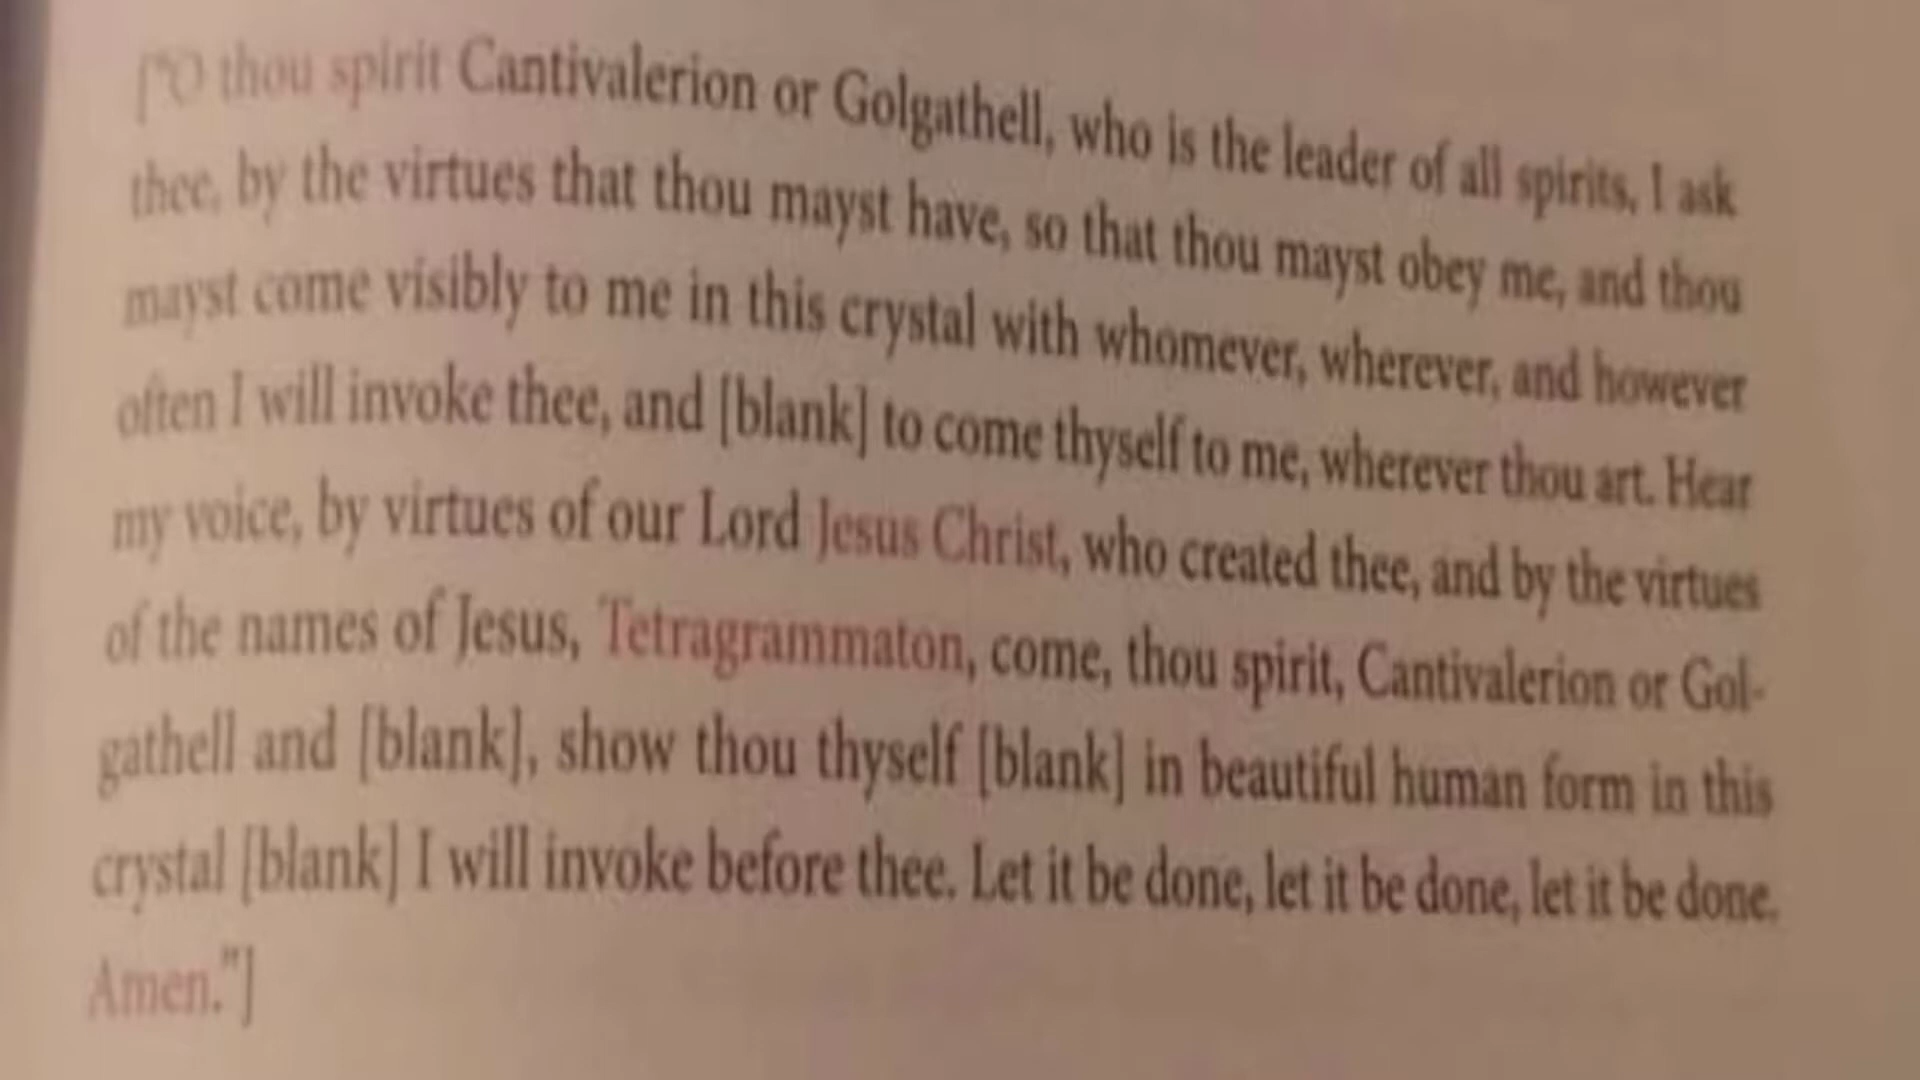 ["O thou spirit Cantivalerion or Golgathell, who is the leader of all spirits, I ask
thee, by the virtues that thou mayst have, so that thou mayst obey me, and thou
mayst come visibly to me in this crystal with whomever, wherever, and however
often I will invoke thee, and [blank] to come thyself to me, wherever thou art. Hear
my voice, by virtues of our Lord Jesus Christ, who created thee, and by the virtues
of the names of Jesus, Tetragrammaton, come, thou spirit, Cantivalerion or Gol-
gathell and [blank], show thou thyself [blank] in beautiful human form in this
crystal [blank] I will invoke before thee. Let it be done, let it be done, let it be done.
Amen."]